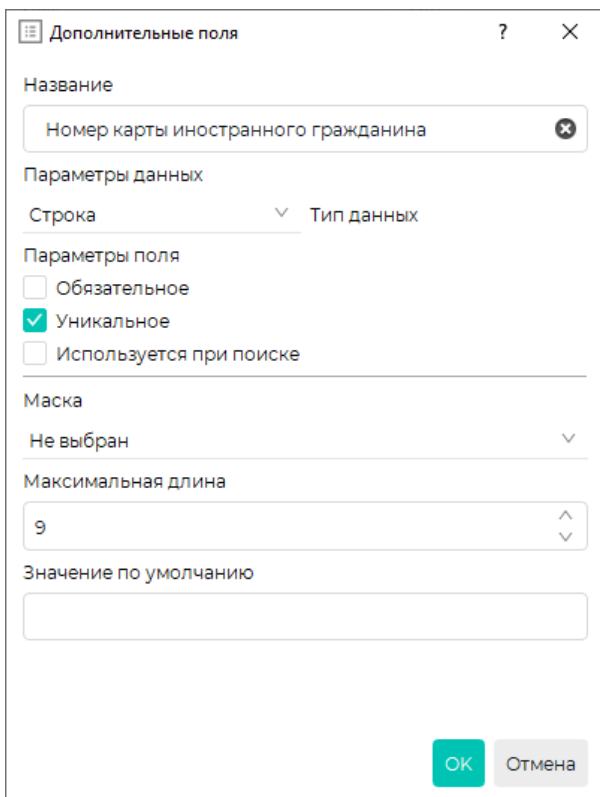 Дополнительные поля ?
Название
Номер карты иностранного гражданина
Параметры данных
Строка Тип данных
Параметры поля
Обязательное
Уникальное
Используется при поиске
Маска
Не выбран
Максимальная длина
9
Значение по умолчанию
OK Отмена